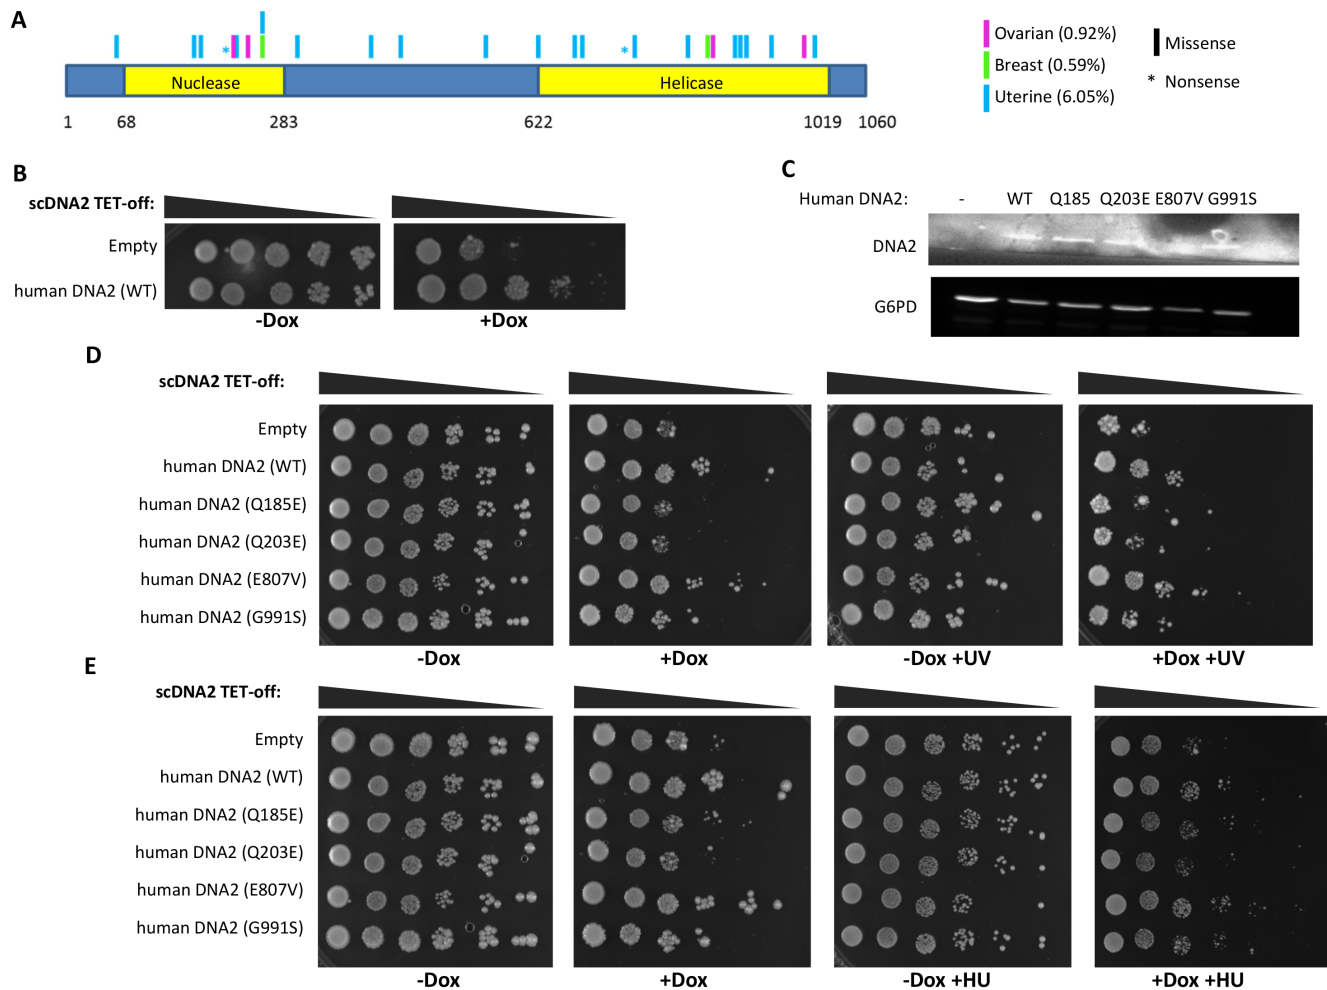 A
Ovarian (0.92%)
Breast (0.59%)
Uterine (6.05%)
Missense
* Nonsense
* *
Nuclease Helicase
1 68 283 622 1019 1060
B
scDNA2 TET-off:
Empty
human DNA2 (WT)
-Dox +Dox
C
Human DNA2: - WT Q185 Q203E E807V G991S
DNA2
G6PD
D
scDNA2 TET-off:
Empty
human DNA2 (WT)
human DNA2 (Q185E)
human DNA2 (Q203E)
human DNA2 (E807V)
human DNA2 (G991S)
-Dox +Dox -Dox +UV +Dox +UV
E
scDNA2 TET-off:
Empty
human DNA2 (WT)
human DNA2 (Q185E)
human DNA2 (Q203E)
human DNA2 (E807V)
human DNA2 (G991S)
-Dox +Dox -Dox +HU +Dox +HU